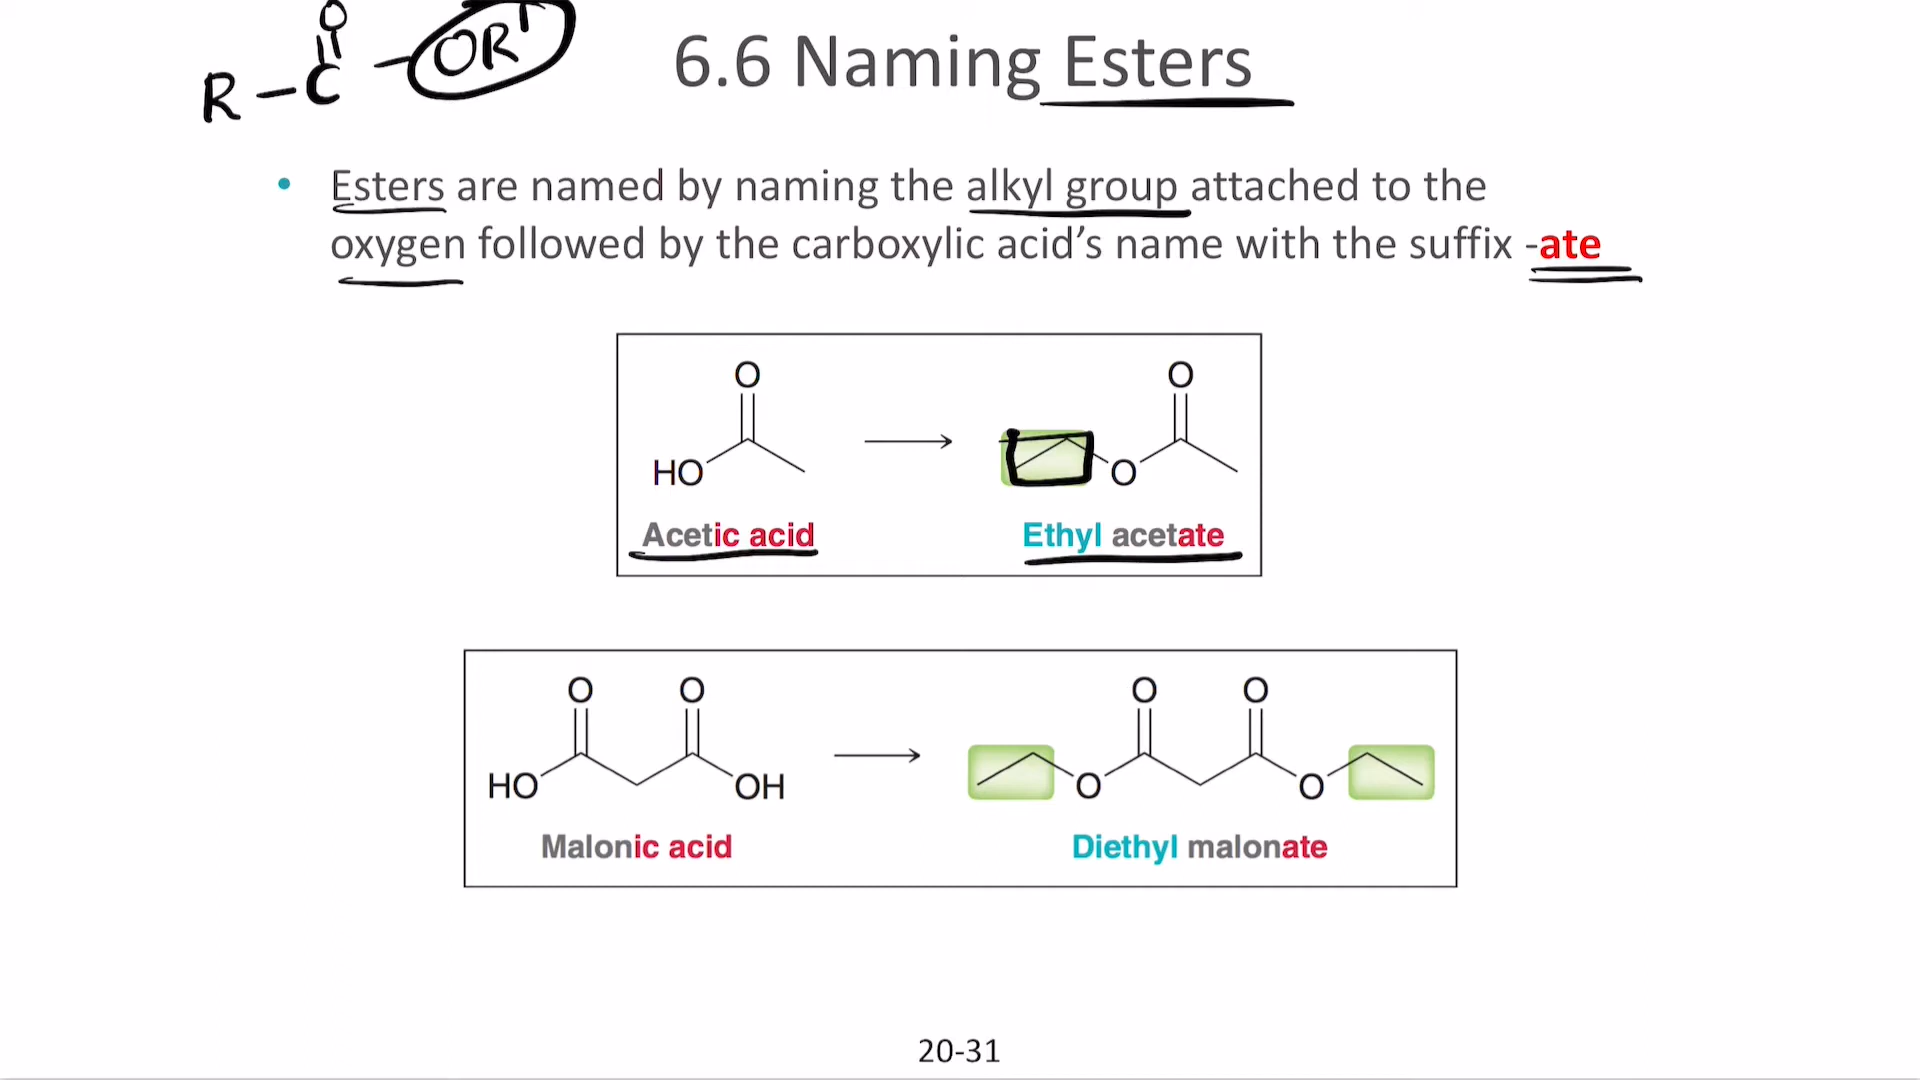 O
R-C-OR'
6.6 Naming Esters
• Esters are named by naming the alkyl group attached to the
oxygen followed by the carboxylic acid's name with the suffix -ate
O O
HO O
Acetic acid Ethyl acetate
O O O O
HO OH O O
Malonic acid Diethyl malonate
20-31